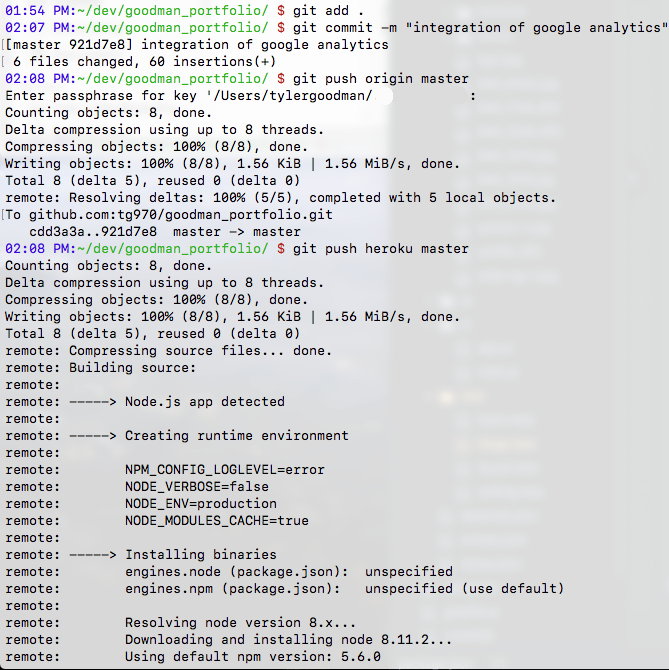 01:54 PM:~/dev/goodman_portfolio/ $ git add .
02:07 PM:~/dev/goodman_portfolio/ $ git commit -m "integration of google analytics"
[[master 921d7e8] integration of google analytics
[ 6 files changed, 60 insertions(+)
02:08 PM:~/dev/goodman_portfolio/ $ git push origin master
Enter passphrase for key '/Users/tylergoodman/ :
Counting objects: 8, done.
Delta compression using up to 8 threads.
Compressing objects: 100% (8/8), done.
Writing objects: 100% (8/8), 1.56 KiB | 1.56 MiB/s, done.
Total 8 (delta 5), reused 0 (delta 0)
remote: Resolving deltas: 100% (5/5), completed with 5 local objects.
[To github.com:tg970/goodman_portfolio.git
cdd3a3a..921d7e8  master -> master
02:08 PM:~/dev/goodman_portfolio/ $ git push heroku master
Counting objects: 8, done.
Delta compression using up to 8 threads.
Compressing objects: 100% (8/8), done.
Writing objects: 100% (8/8), 1.56 KiB | 1.56 MiB/s, done.
Total 8 (delta 5), reused 0 (delta 0)
remote: Compressing source files... done.
remote: Building source:
remote:
remote: -----> Node.js app detected
remote:
remote: -----> Creating runtime environment
remote:
remote:        NPM_CONFIG_LOGLEVEL=error
remote:        NODE_VERBOSE=false
remote:        NODE_ENV=production
remote:        NODE_MODULES_CACHE=true
remote:
remote: -----> Installing binaries
remote:        engines.node (package.json):  unspecified
remote:        engines.npm (package.json):   unspecified (use default)
remote:
remote:        Resolving node version 8.x...
remote:        Downloading and installing node 8.11.2...
remote:        Using default npm version: 5.6.0